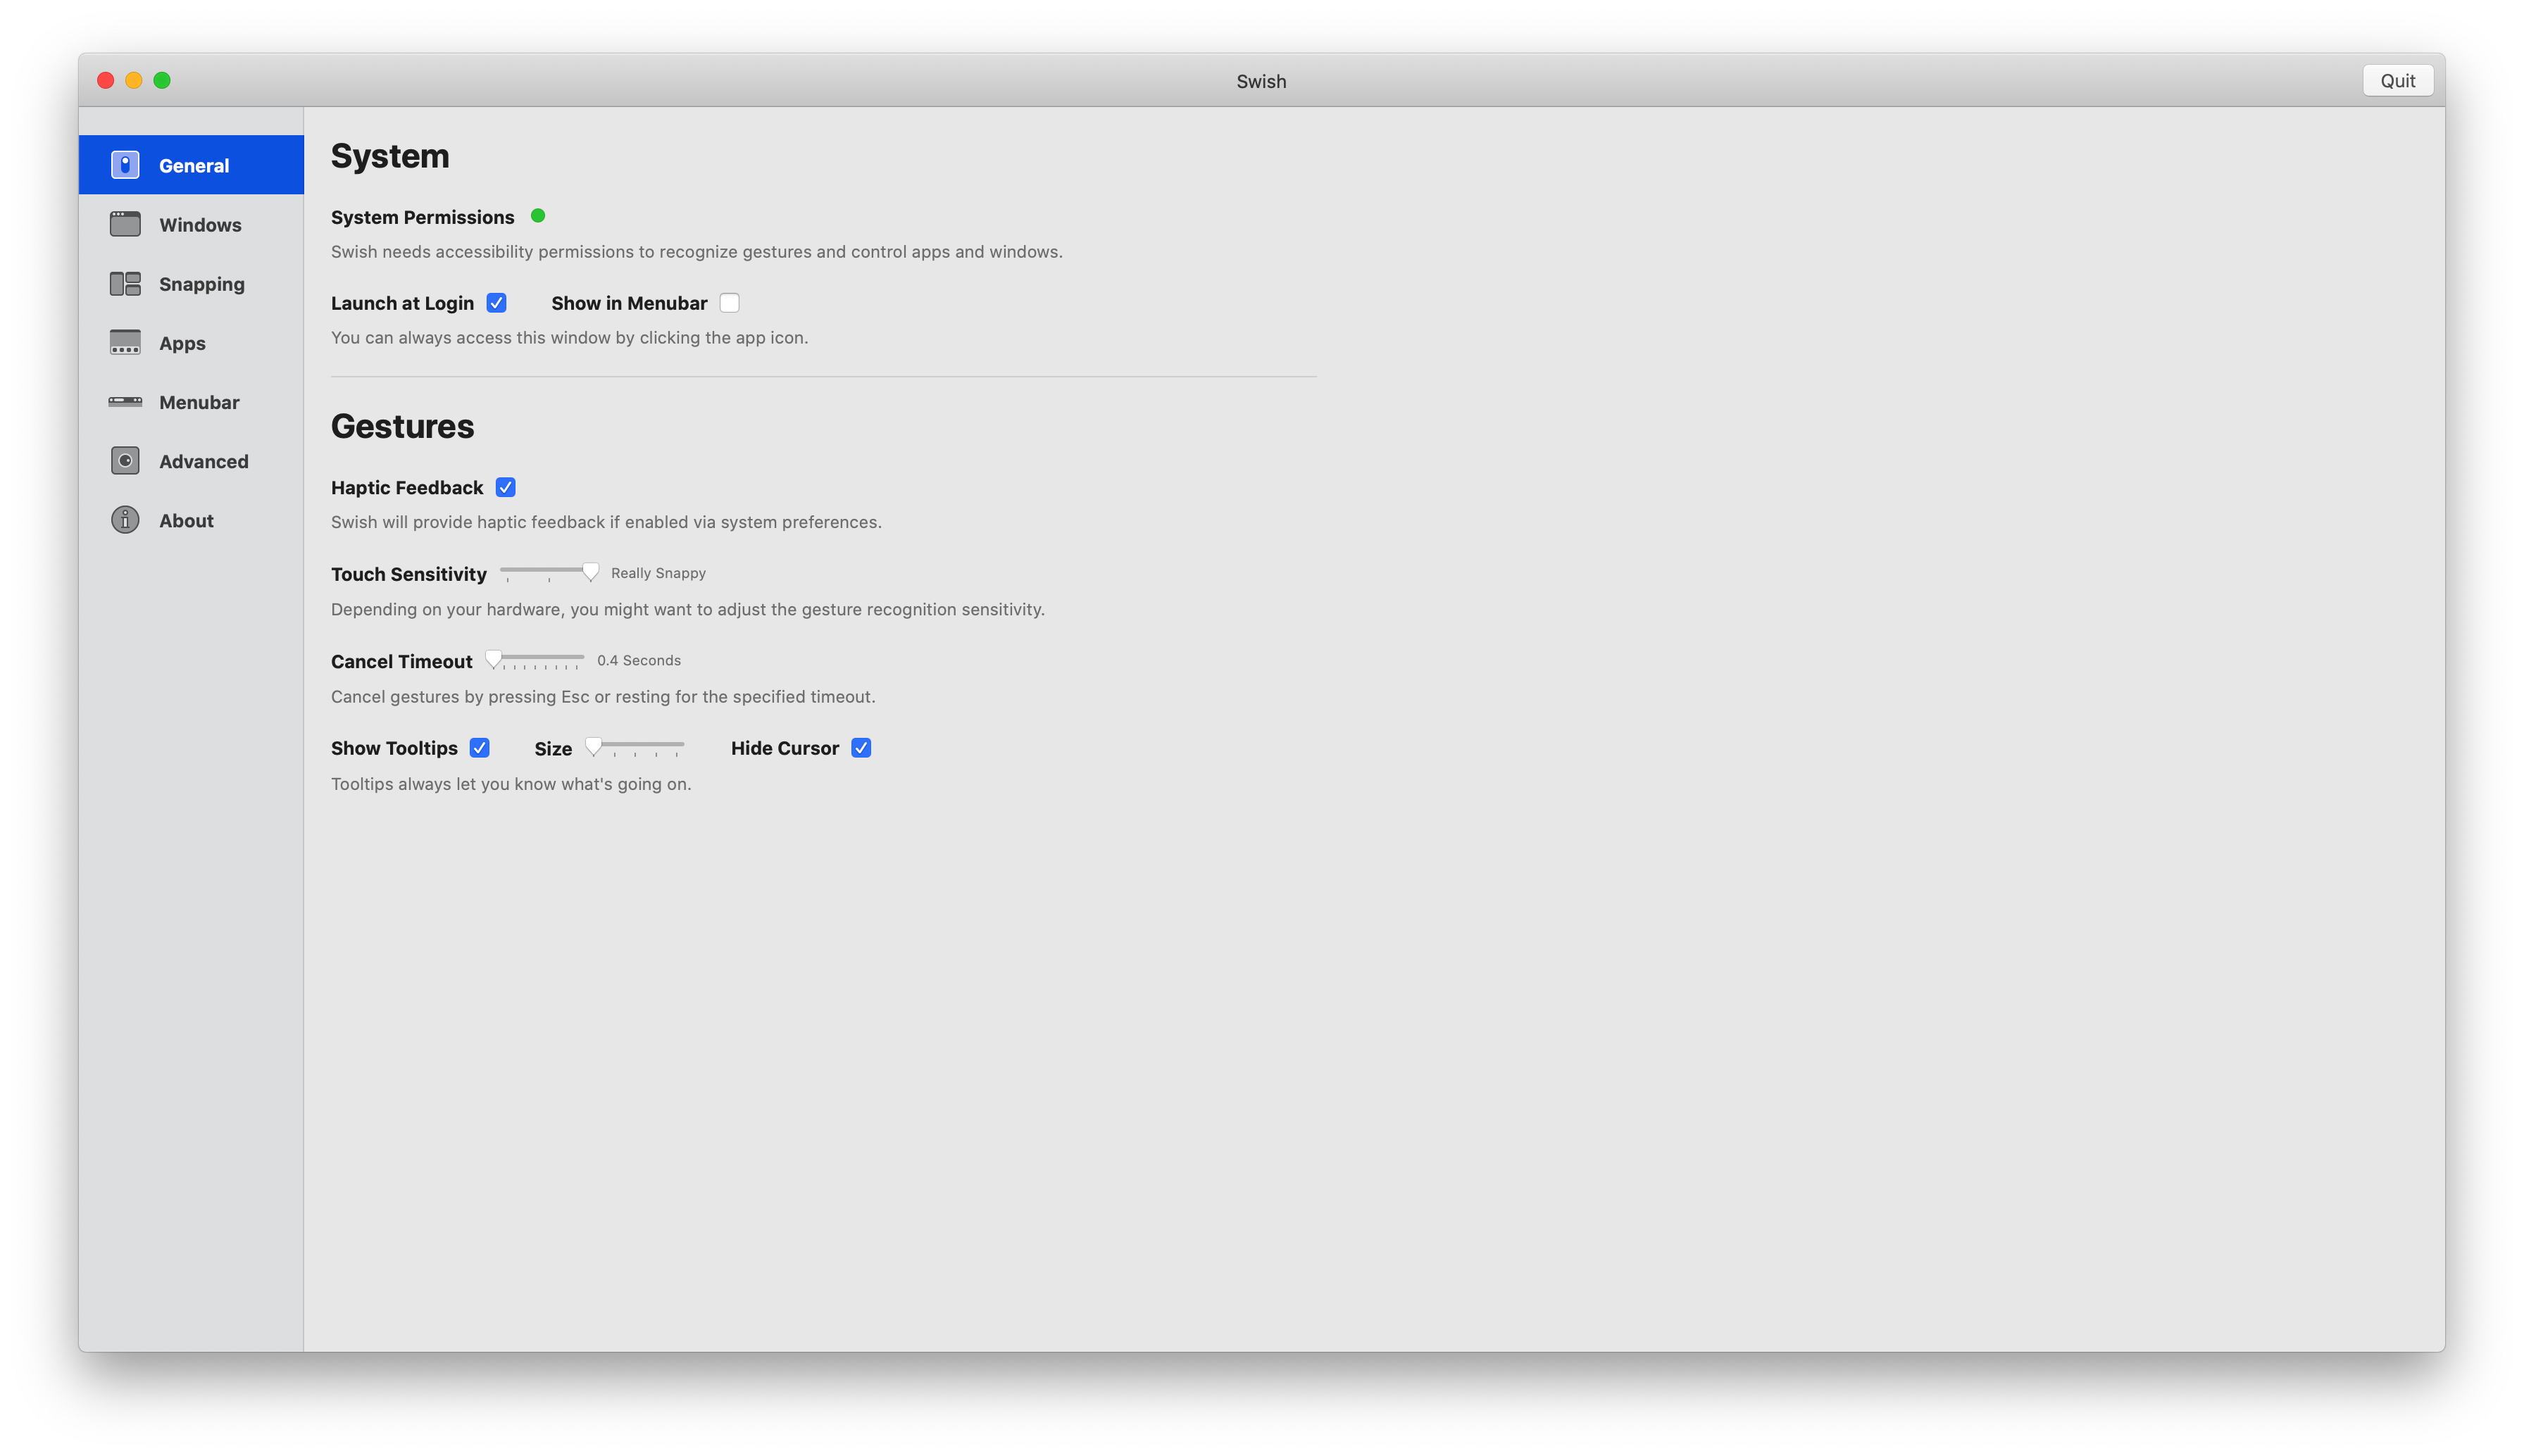 Swish
Quit
General
Windows
Snapping
Apps
Menubar
Advanced
About
System
System Permissions
Swish needs accessibility permissions to recognize gestures and control apps and windows.
Launch at Login Show in Menubar
You can always access this window by clicking the app icon.
Gestures
Haptic Feedback
Swish will provide haptic feedback if enabled via system preferences.
Touch Sensitivity Really Snappy
Depending on your hardware, you might want to adjust the gesture recognition sensitivity.
Cancel Timeout 0.4 Seconds
Cancel gestures by pressing Esc or resting for the specified timeout.
Show Tooltips Size Hide Cursor
Tooltips always let you know what's going on.